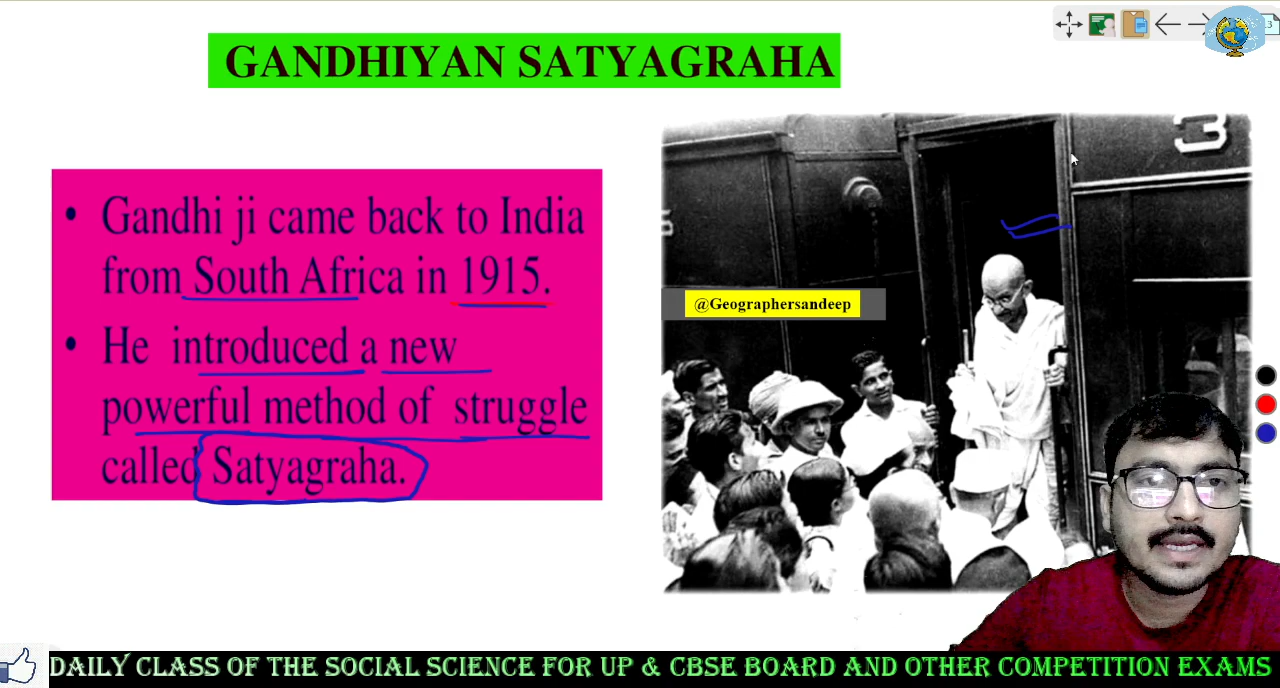 GANDHIYAN SATYAGRAHA
• Gandhi ji came back to India
from South Africa in 1915.
• He introduced a new
powerful method of struggle
called Satyagraha.
3
@Geographersandeep
DAILY CLASS OF THE SOCIAL SCIENCE FOR UP & CBSE BOARD AND OTHER COMPETITION EXAMS